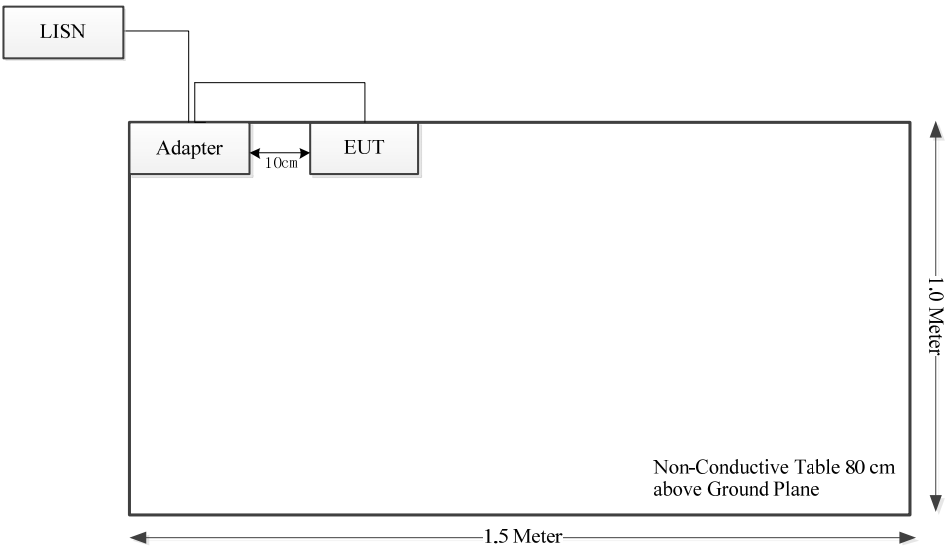 LISN
Adapter
10cm
EUT
1.0 Meter
Non-Conductive Table 80 cm
above Ground Plane
1.5 Meter